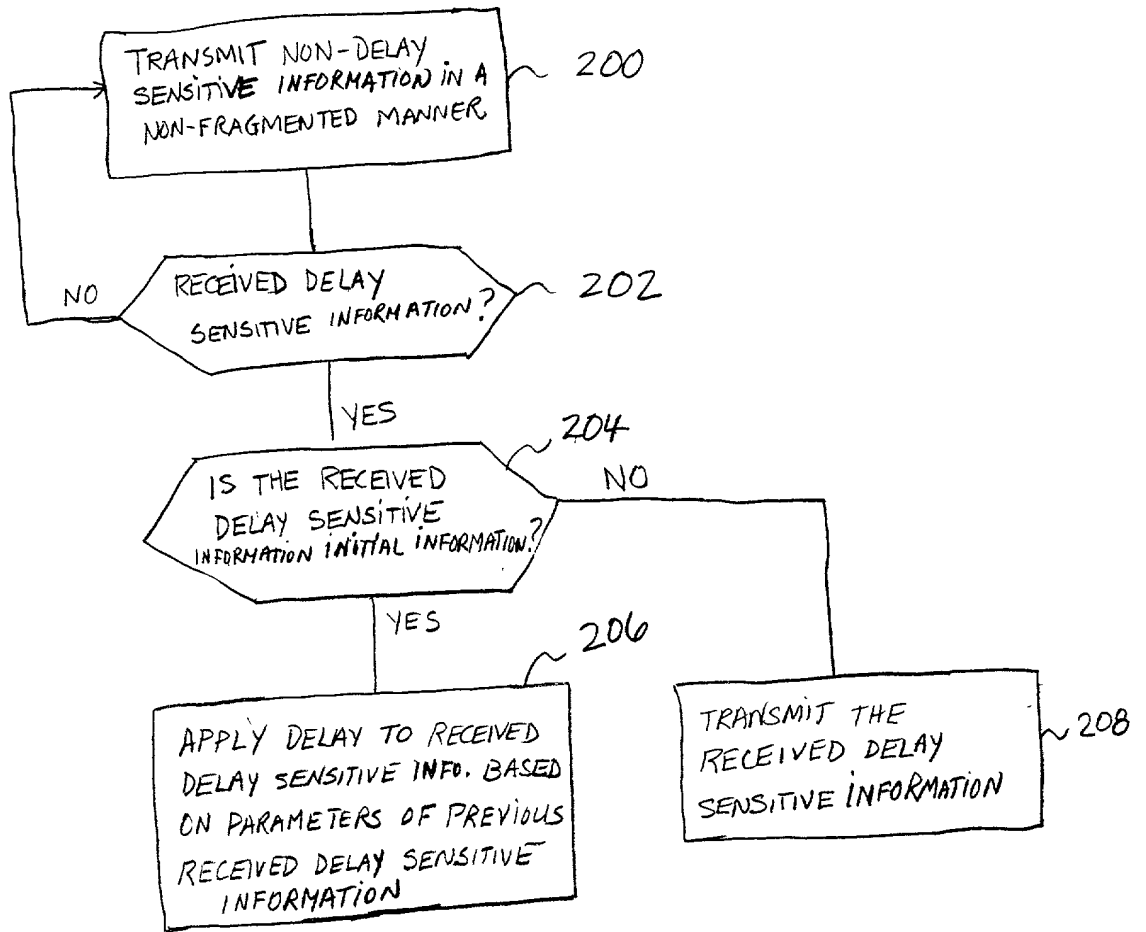 TRANSMIT NON-DELAY
SENSITIVE INFORMATION IN A
NON-FRAGMENTED MANNER
200
RECEIVED DELAY
SENSITIVE INFORMATION?
202
NO
YES
204
IS THE RECEIVED
DELAY SENSITIVE
INFORMATION INITIAL INFORMATION?
NO
YES
206
APPLY DELAY TO RECEIVED
DELAY SENSITIVE INFO. BASED
ON PARAMETERS OF PREVIOUS
RECEIVED DELAY SENSITIVE
INFORMATION
TRANSMIT THE
RECEIVED DELAY
SENSITIVE INFORMATION
208